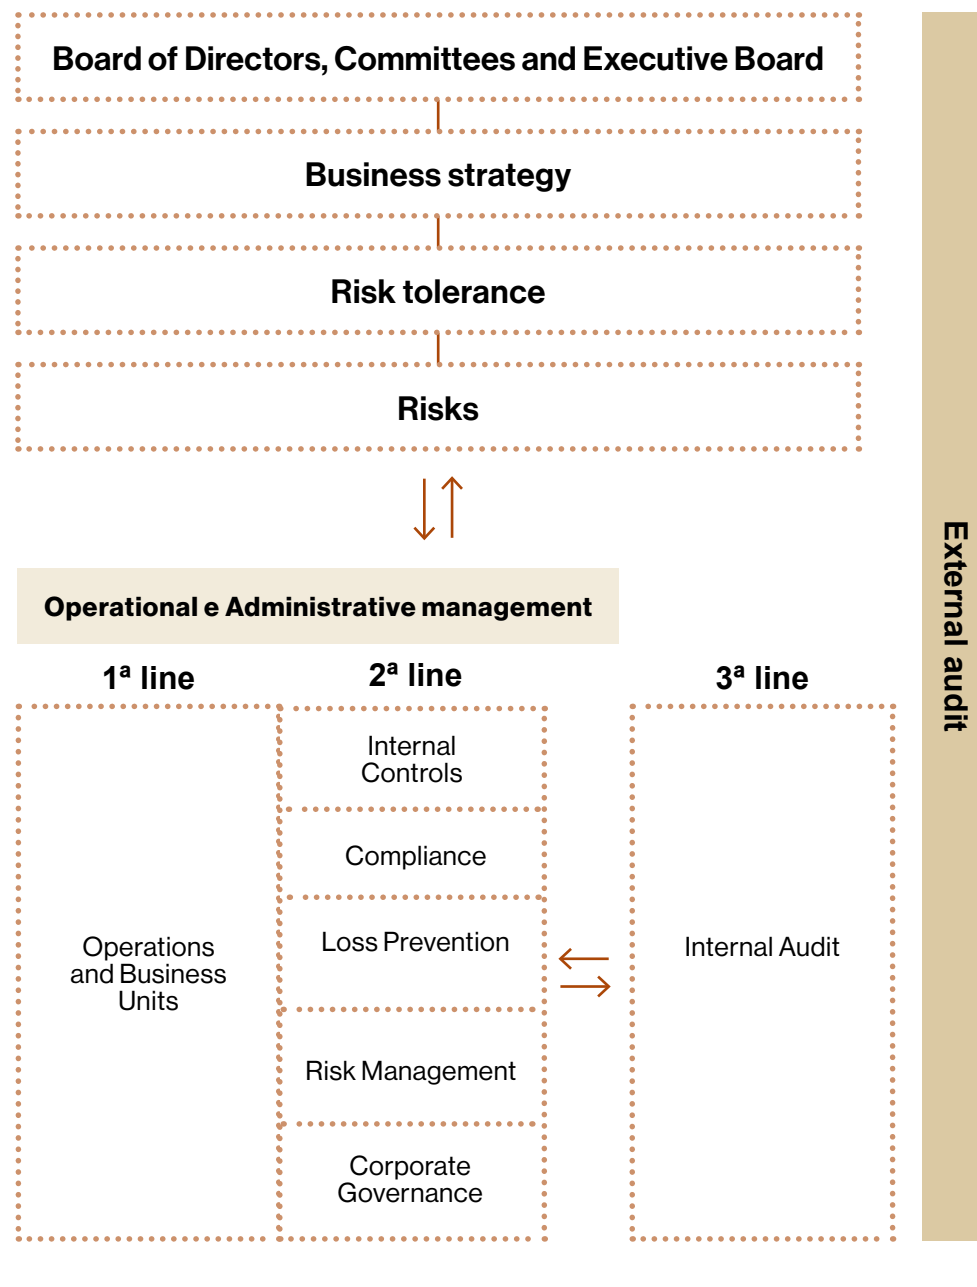 Board of Directors, Committees and Executive Board
Business strategy
Risk tolerance
Risks
Operational e Administrative management
1ª line
2ª line
3ª line
Operations
and Business
Units
Internal
Controls
Compliance
Loss Prevention
Risk Management
Corporate
Governance
Internal Audit
External audit